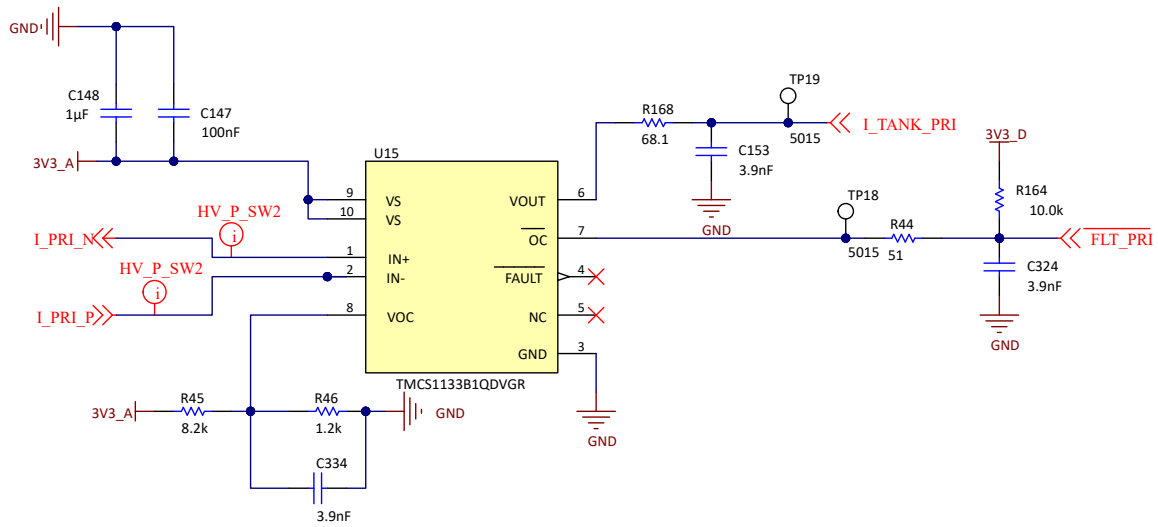 GND
C148
1µF
C147
100nF
3V3_A
HV_P_SW2
I_PRI_N
HV_P_SW2
I_PRI_P
U15
9
VS
10
VS
1
IN+
2
IN-
8
VOC
VOUT
6
OC
7
FAULT
4
NC
5
GND
3
TMCS1133B1QDVGR
R168
68.1
C153
3.9nF
GND
TP19
5015
I_TANK_PRI
TP18
5015
R44
51
3V3_D
R164
10.0k
FLT_PRI
C324
3.9nF
GND
GND
3V3_A
R45
8.2k
R46
1.2k
GND
C334
3.9nF
i
i